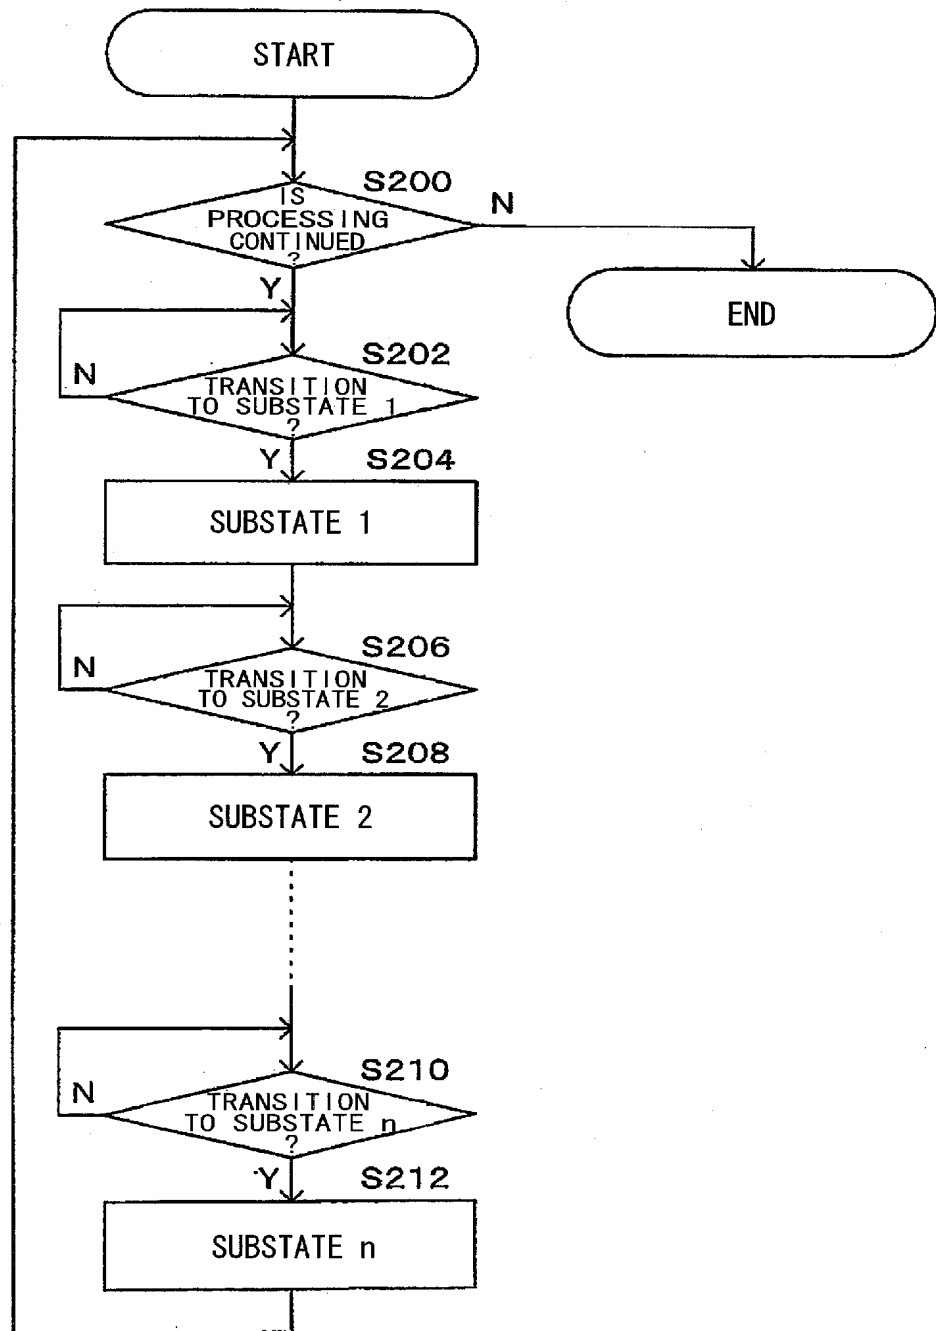 START
S200
IS
PROCESSING
CONTINUED
?
N
Y
END
S202
N
TRANSITION
TO SUBSTATE 1
?
Y
S204
SUBSTATE 1
S206
N
TRANSITION
TO SUBSTATE 2
?
Y
S208
SUBSTATE 2
S210
N
TRANSITION
TO SUBSTATE n
?
Y
S212
SUBSTATE n